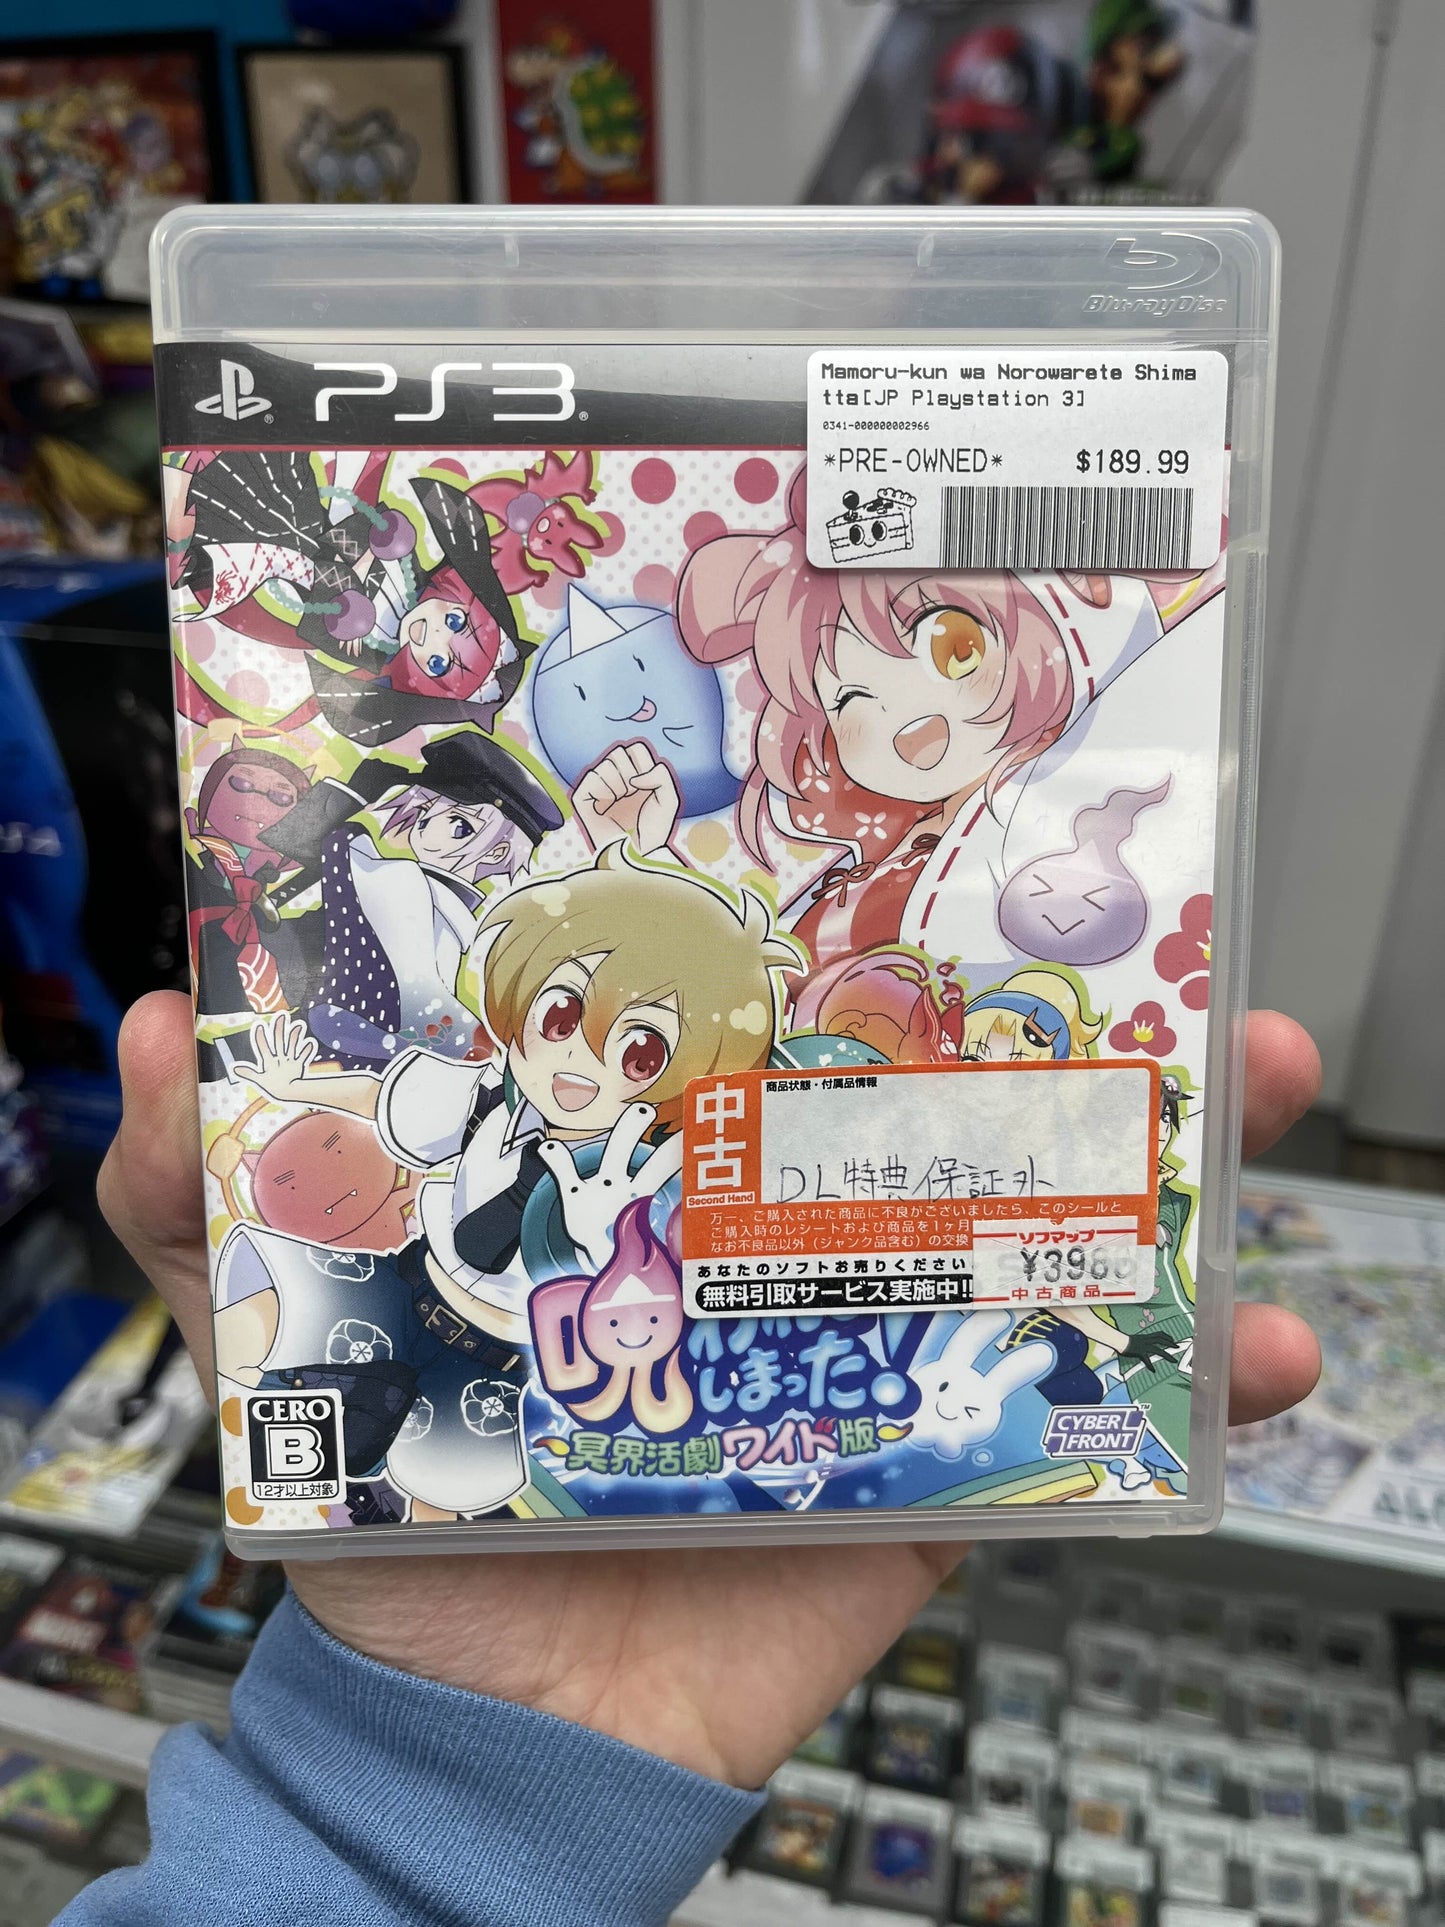 Blu-ray Disc
PS3
Mamoru-kun wa Norowarete Shima
tta[JP Playstation 3]
0341-000000002966
*PRE-OWNED* $189.99
中古
Second Hand
商品状態・付属品情報
DL特典保証外
万一、ご購入された商品に不良がございましたら、このシールと
ご購入時のレシートおよび商品を1ヶ月
なお不良品以外（ジャンク品含む）の交換
あなたのソフトお売りください
無料引取サービス実施中!!
ソフマップ
¥3980
中古商品
呪
しまった!
~冥界活劇ワイド版~
CERO
B
12才以上対象
CYBER
FRONT